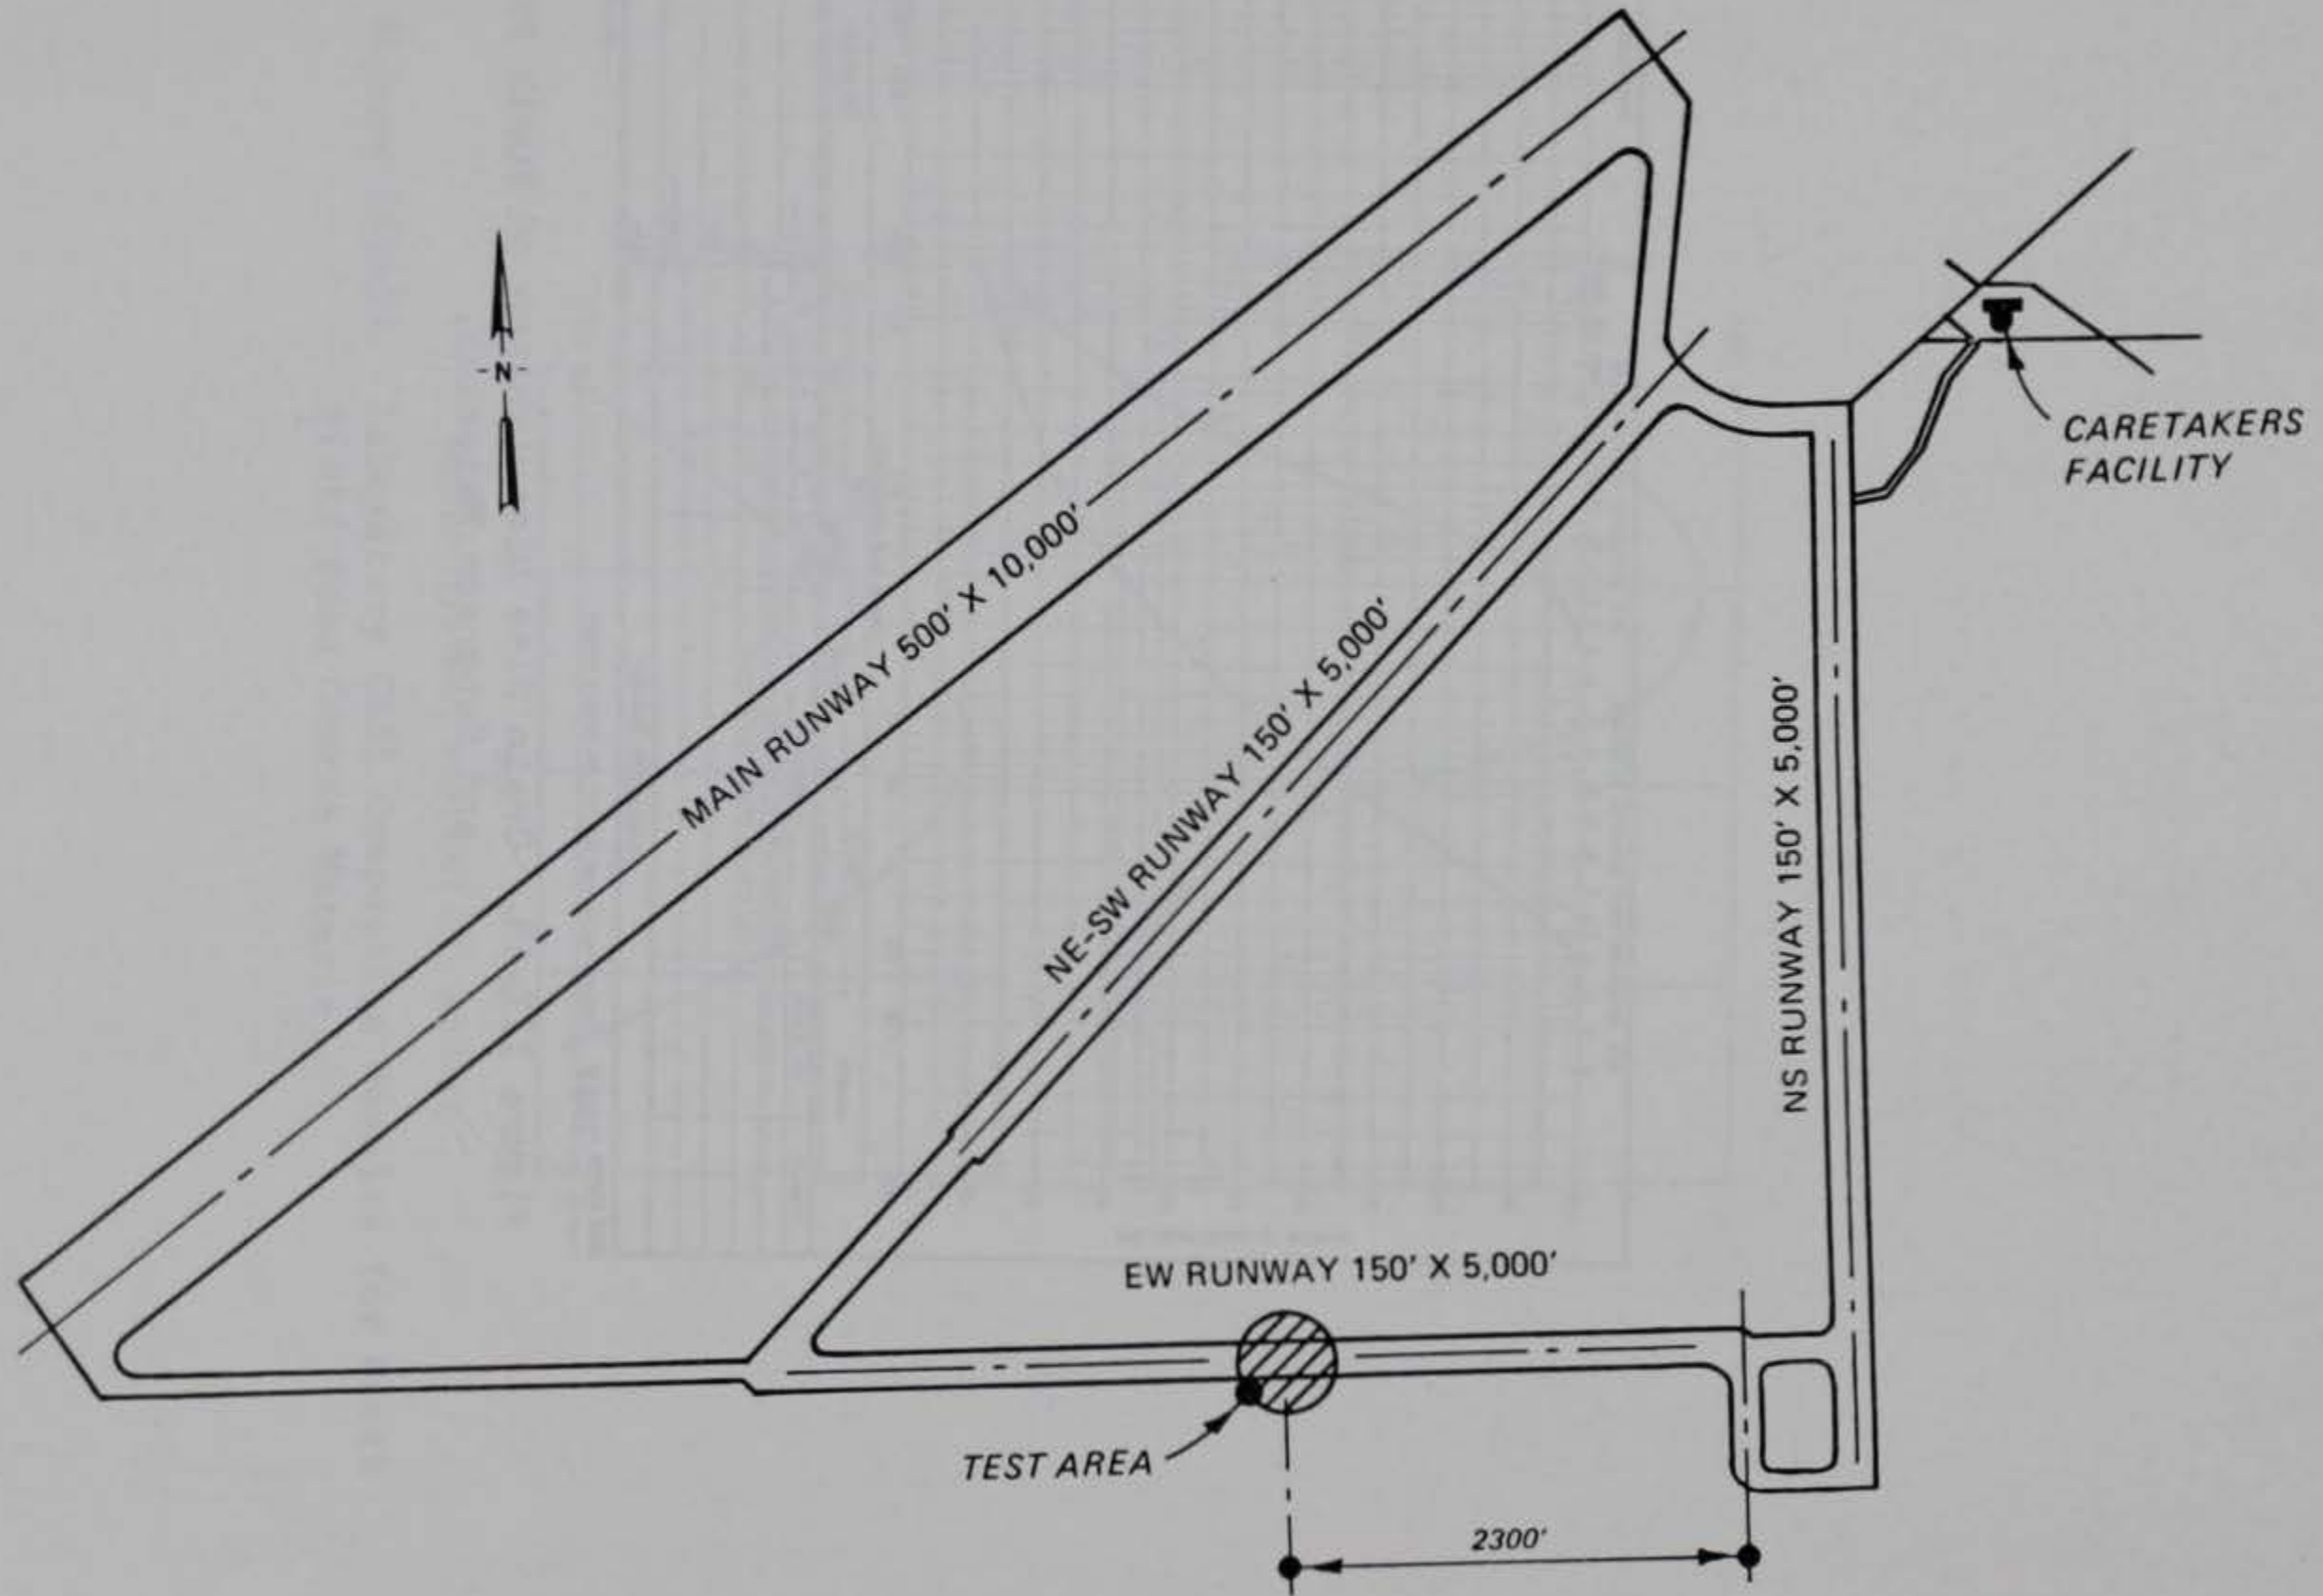 N
CARETAKERS
FACILITY
MAIN RUNWAY 500' X 10,000'
NE-SW RUNWAY 150' X 5,000'
NS RUNWAY 150' X 5,000'
EW RUNWAY 150' X 5,000'
TEST AREA
2300'